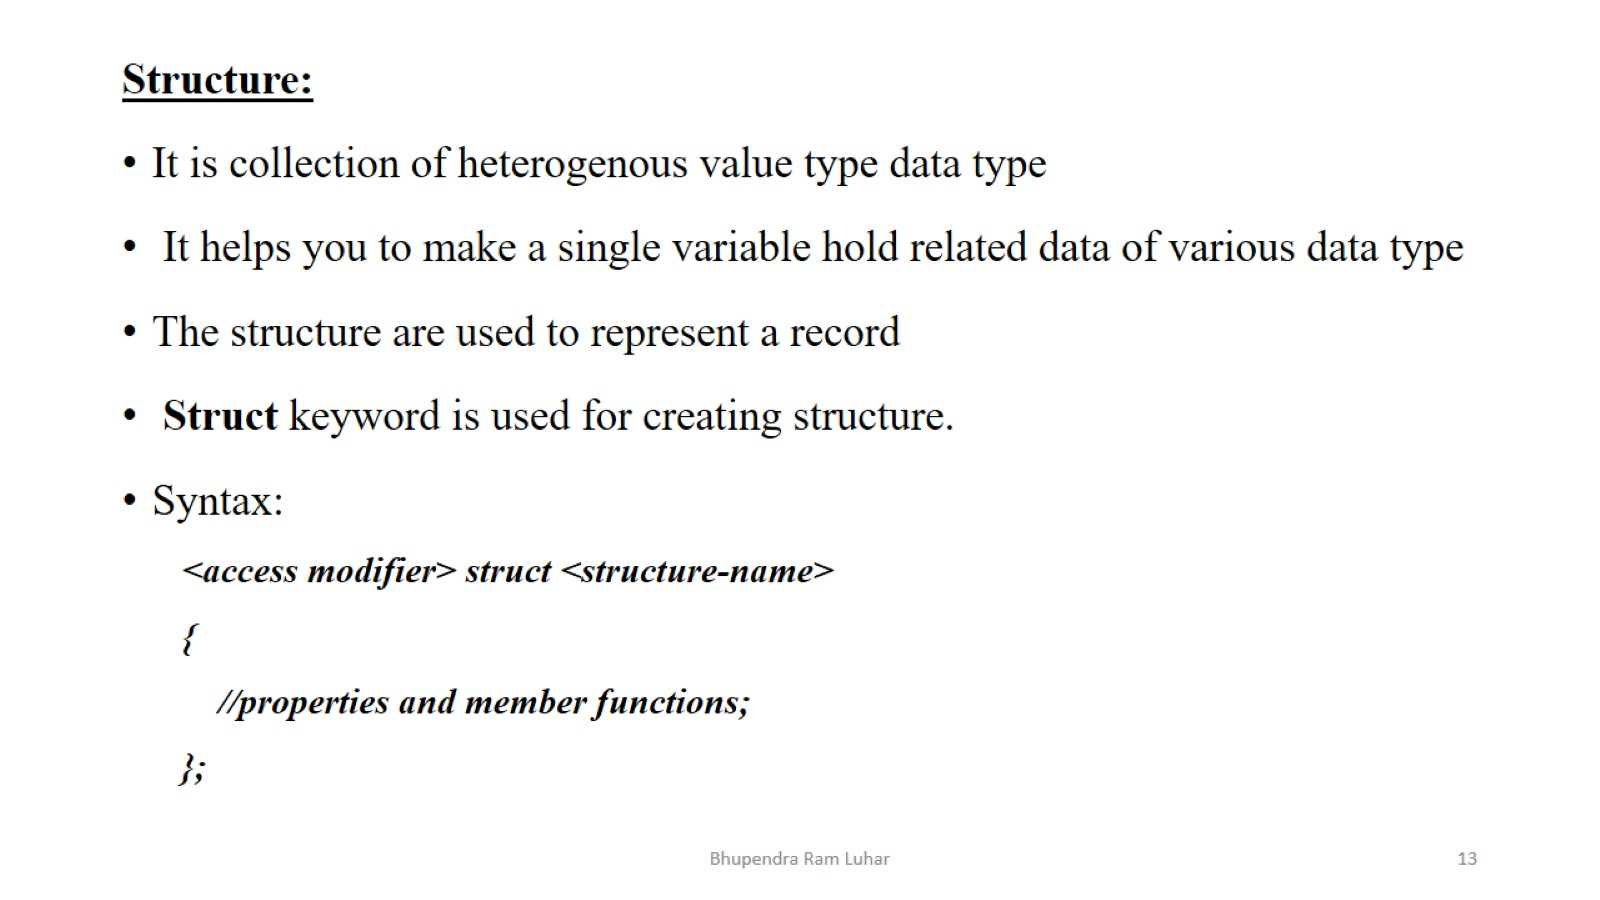 Structure:
• It is collection of heterogenous value type data type
• It helps you to make a single variable hold related data of various data type
• The structure are used to represent a record
• Struct keyword is used for creating structure.
• Syntax:
<access modifier> struct <structure-name>
{
//properties and member functions;
};
Bhupendra Ram Luhar
13